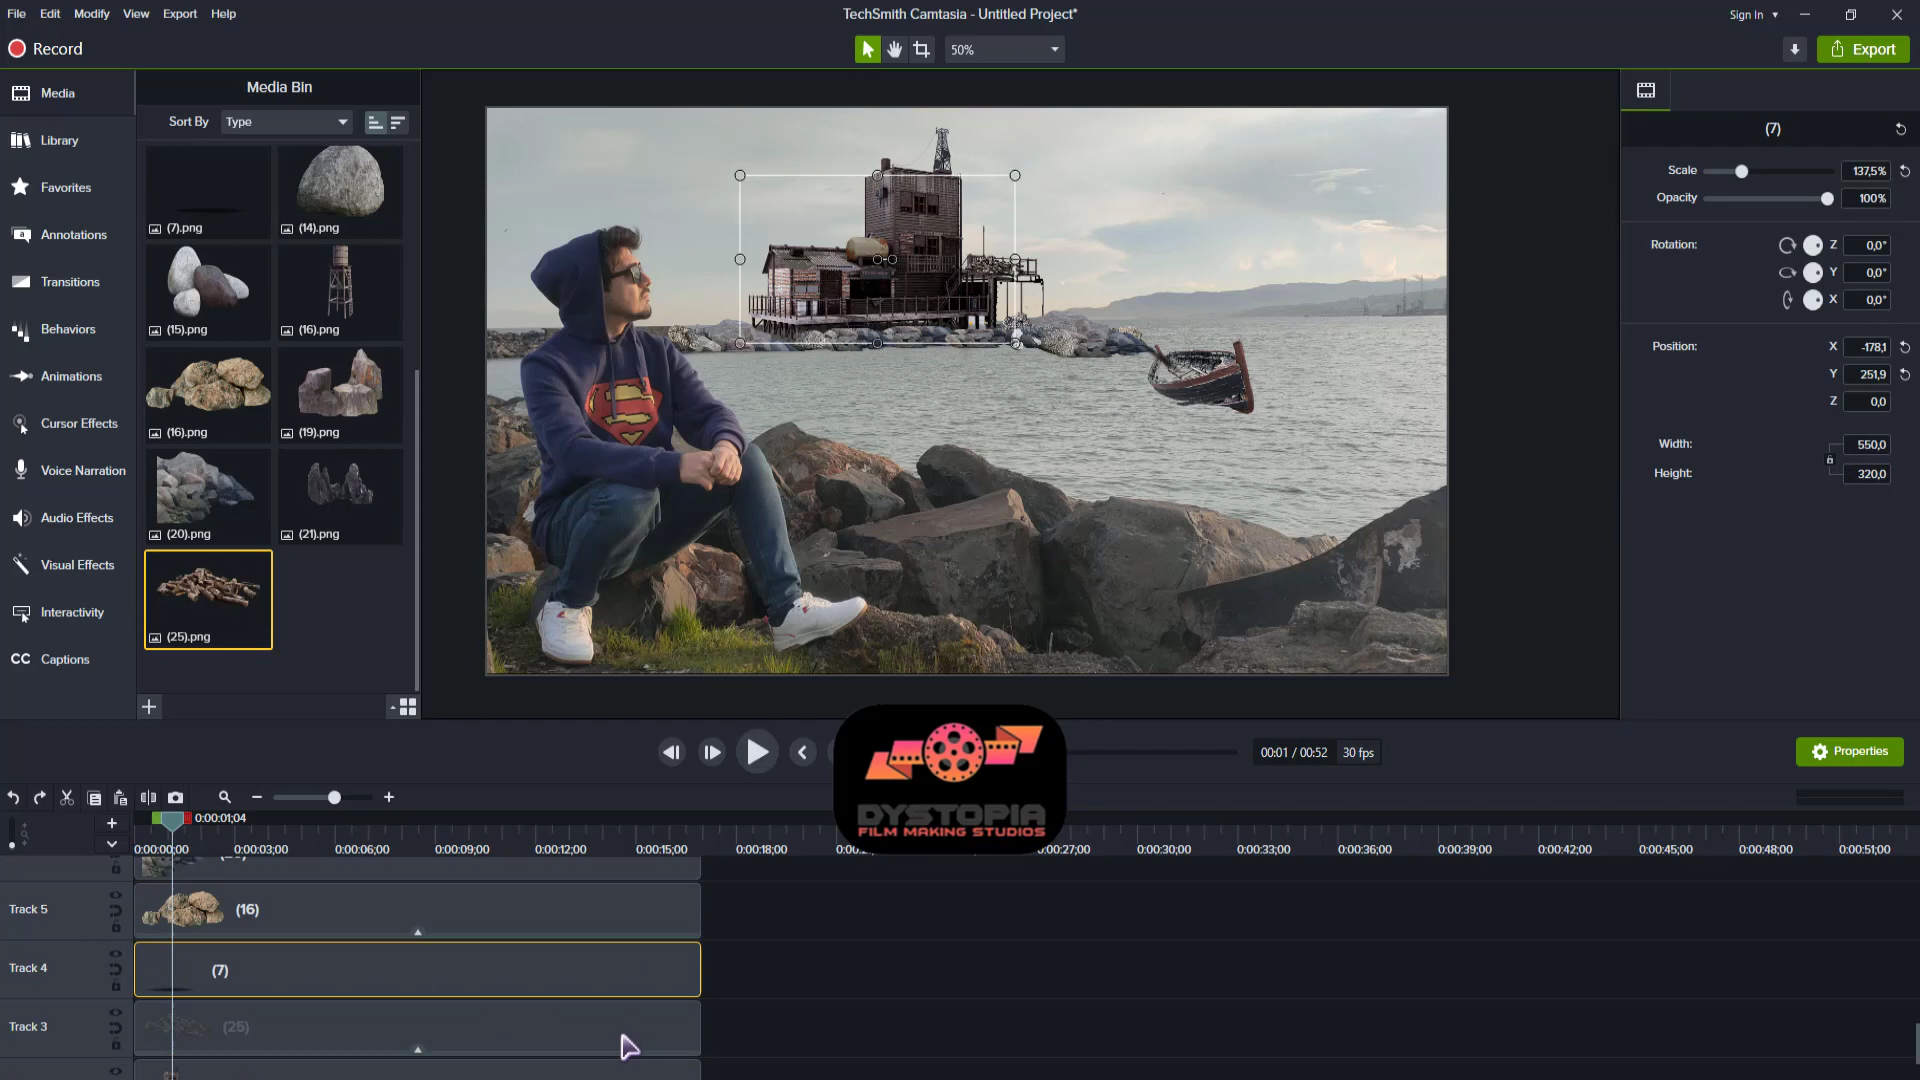 File Edit Modify View Export Help
TechSmith Camtasia - Untitled Project*
Sign In
Record
50%
Export
Media
Library
Favorites
Annotations
Transitions
Behaviors
Animations
Cursor Effects
Voice Narration
Audio Effects
Visual Effects
Interactivity
CC Captions
Media Bin
Sort By Type
(7).png (14).png
(15).png (16).png
(16).png (19).png
(20).png (21).png
(25).png
(7)
Scale 137,5%
Opacity 100%
Rotation: Z 0,0°
Y 0,0°
X 0,0°
Position: X -178,1
Y 251,9
Z 0,0
Width: 550,0
Height: 320,0
00:01 / 00:52 30 fps
Properties
DYSTOPIA
FILM MAKING STUDIOS
0:00:01;04
0:00:00;00 0:00:03;00 0:00:06;00 0:00:09;00 0:00:12;00 0:00:15;00 0:00:18;00 0:00:27;00 0:00:30;00 0:00:33;00 0:00:36;00 0:00:39;00 0:00:42;00 0:00:45;00 0:00:48;00 0:00:51;00
Track 5 (16)
Track 4 (7)
Track 3 (25)